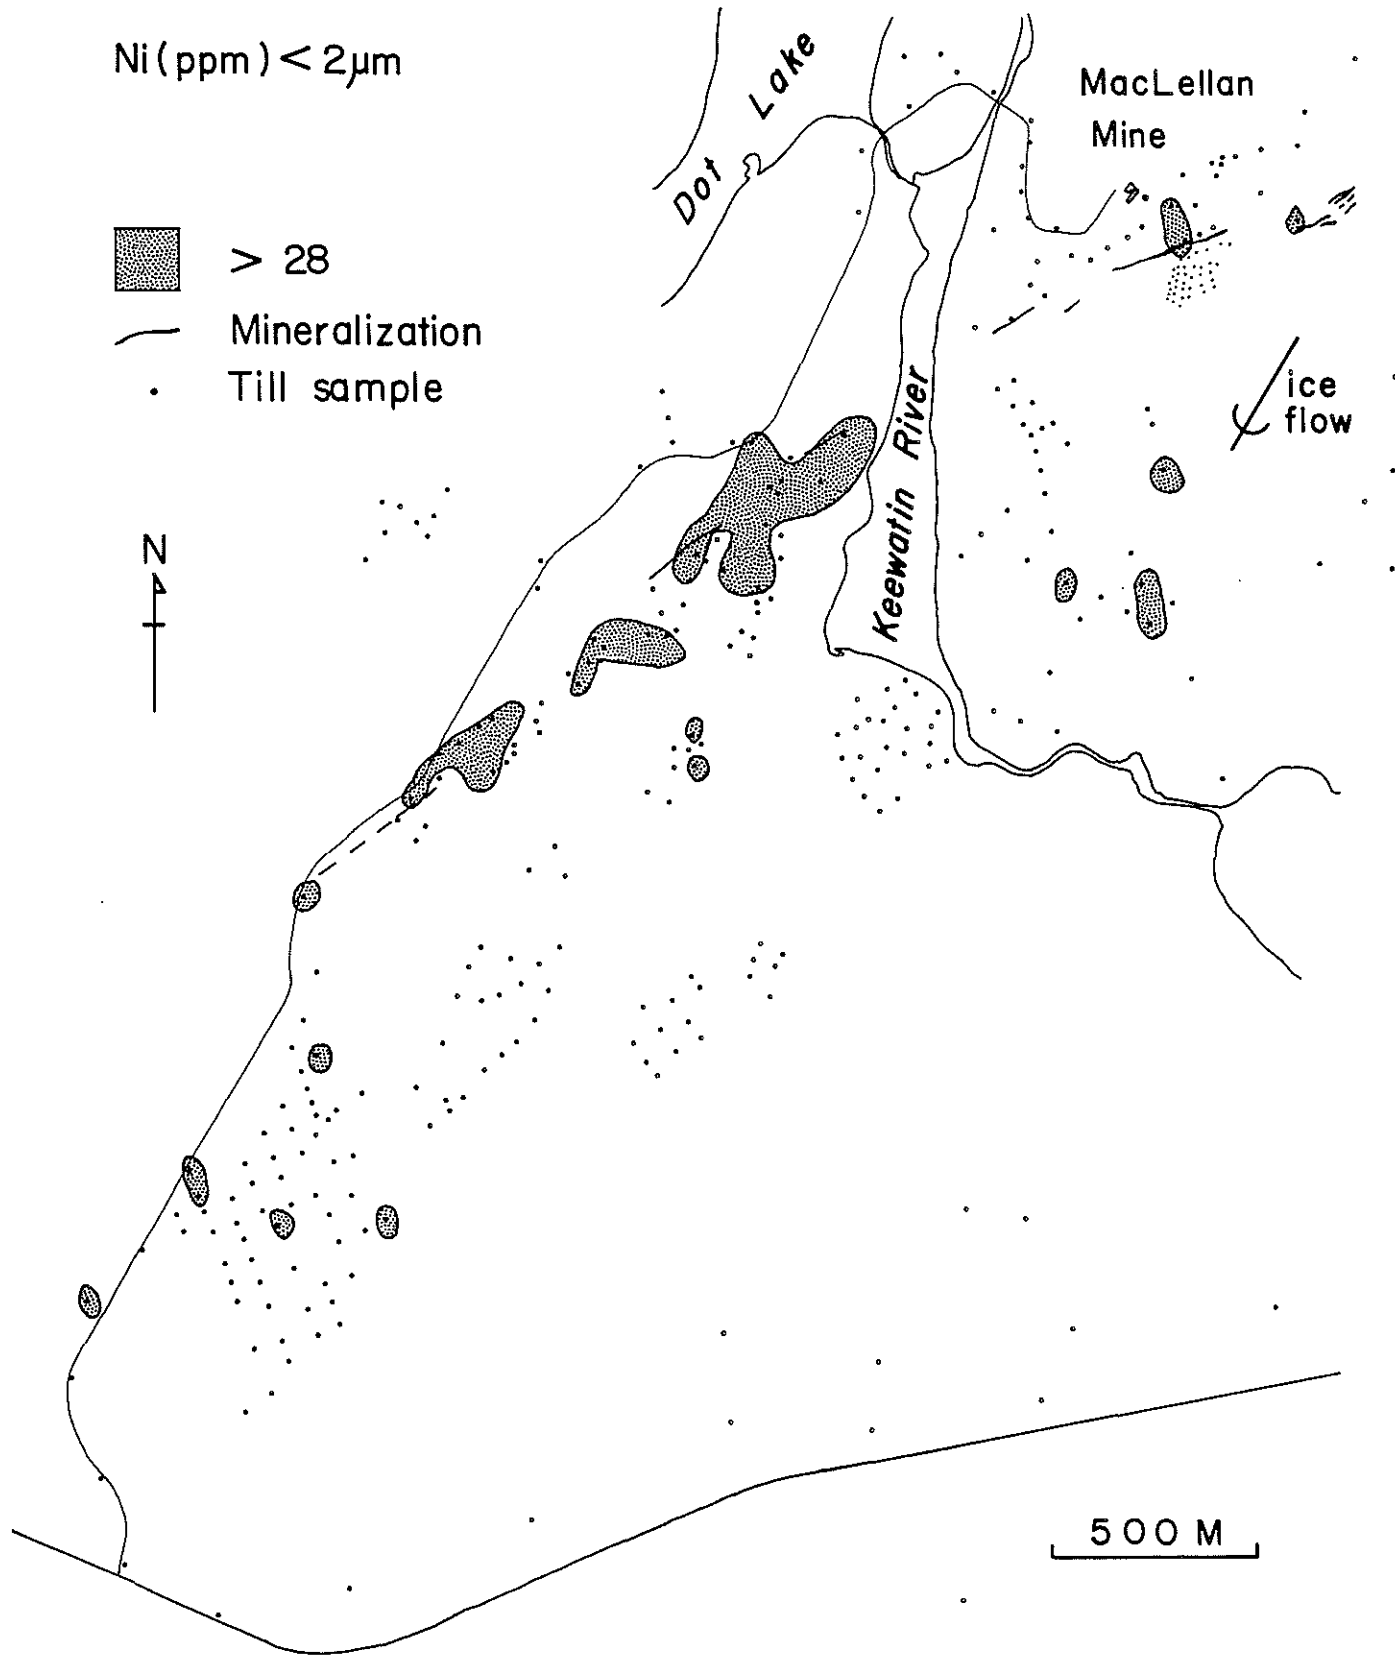 Ni (ppm) < 2µm
Dot Lake
MacLellan
Mine
> 28
Mineralization
Till sample
ice
flow
Keewatin River
N
500 M